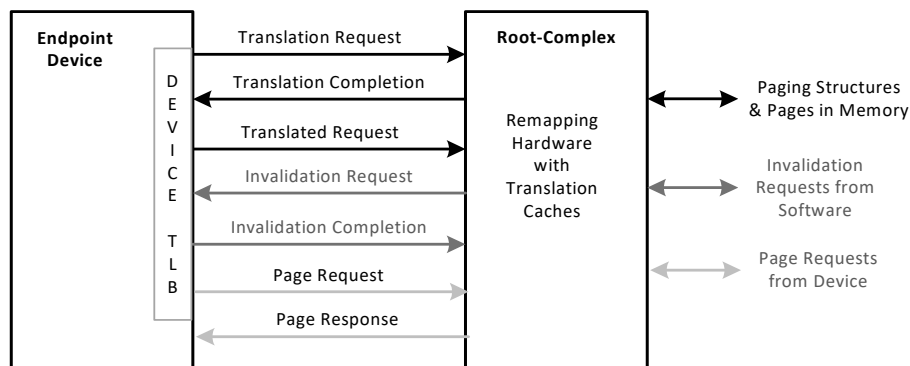 Endpoint
Device
D
E
V
I
C
E
T
L
B
Translation Request
Translation Completion
Translated Request
Invalidation Request
Invalidation Completion
Page Request
Page Response
Root-Complex
Remapping
Hardware
with
Translation
Caches
Paging Structures
& Pages in Memory
Invalidation
Requests from
Software
Page Requests
from Device